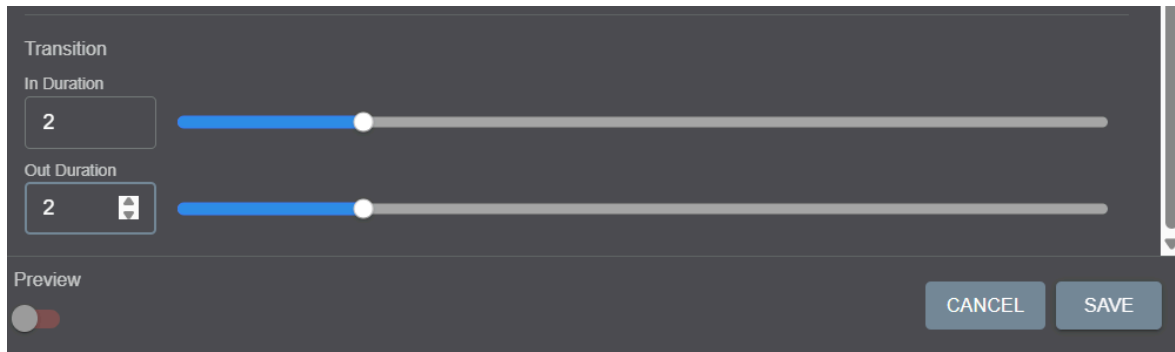 Transition
In Duration
2
Out Duration
2
Preview
CANCEL
SAVE